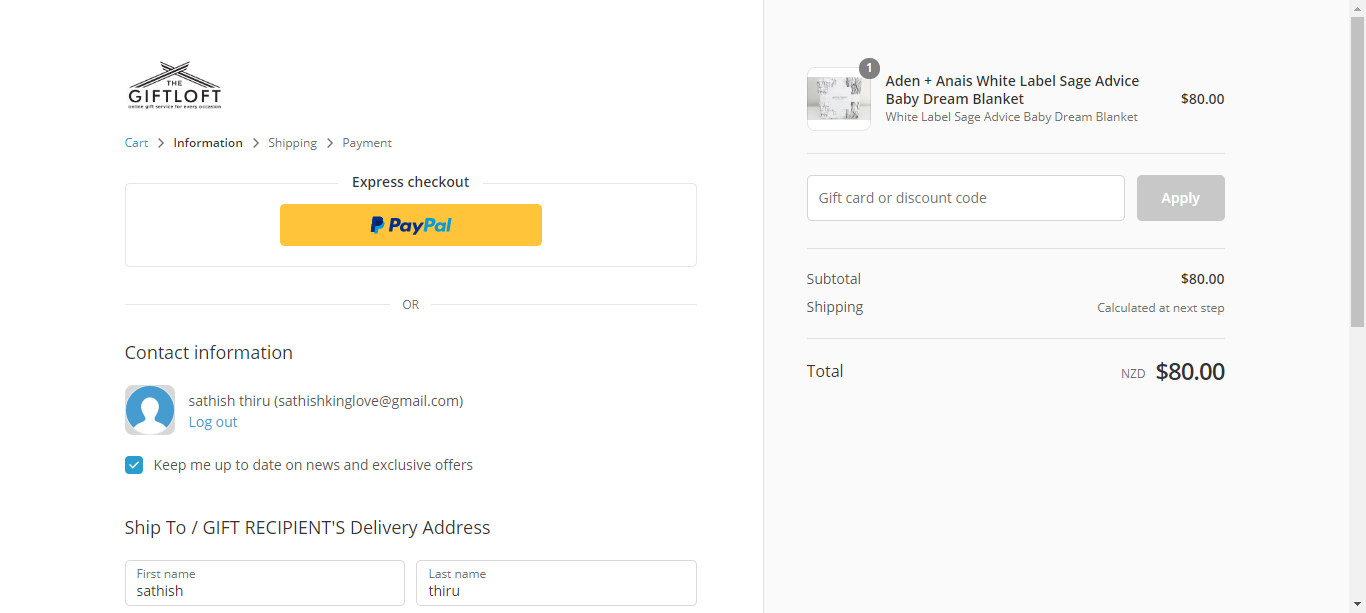 THE
GIFTLOFT
online gift service for every occasion
Cart > Information > Shipping > Payment
Express checkout
PayPal
OR
Contact information
sathish thiru (sathishkinglove@gmail.com)
Log out
Keep me up to date on news and exclusive offers
Ship To / GIFT RECIPIENT'S Delivery Address
First name
sathish
Last name
thiru
1
Aden + Anais White Label Sage Advice
Baby Dream Blanket
White Label Sage Advice Baby Dream Blanket
$80.00
Gift card or discount code
Apply
Subtotal $80.00
Shipping Calculated at next step
Total NZD $80.00